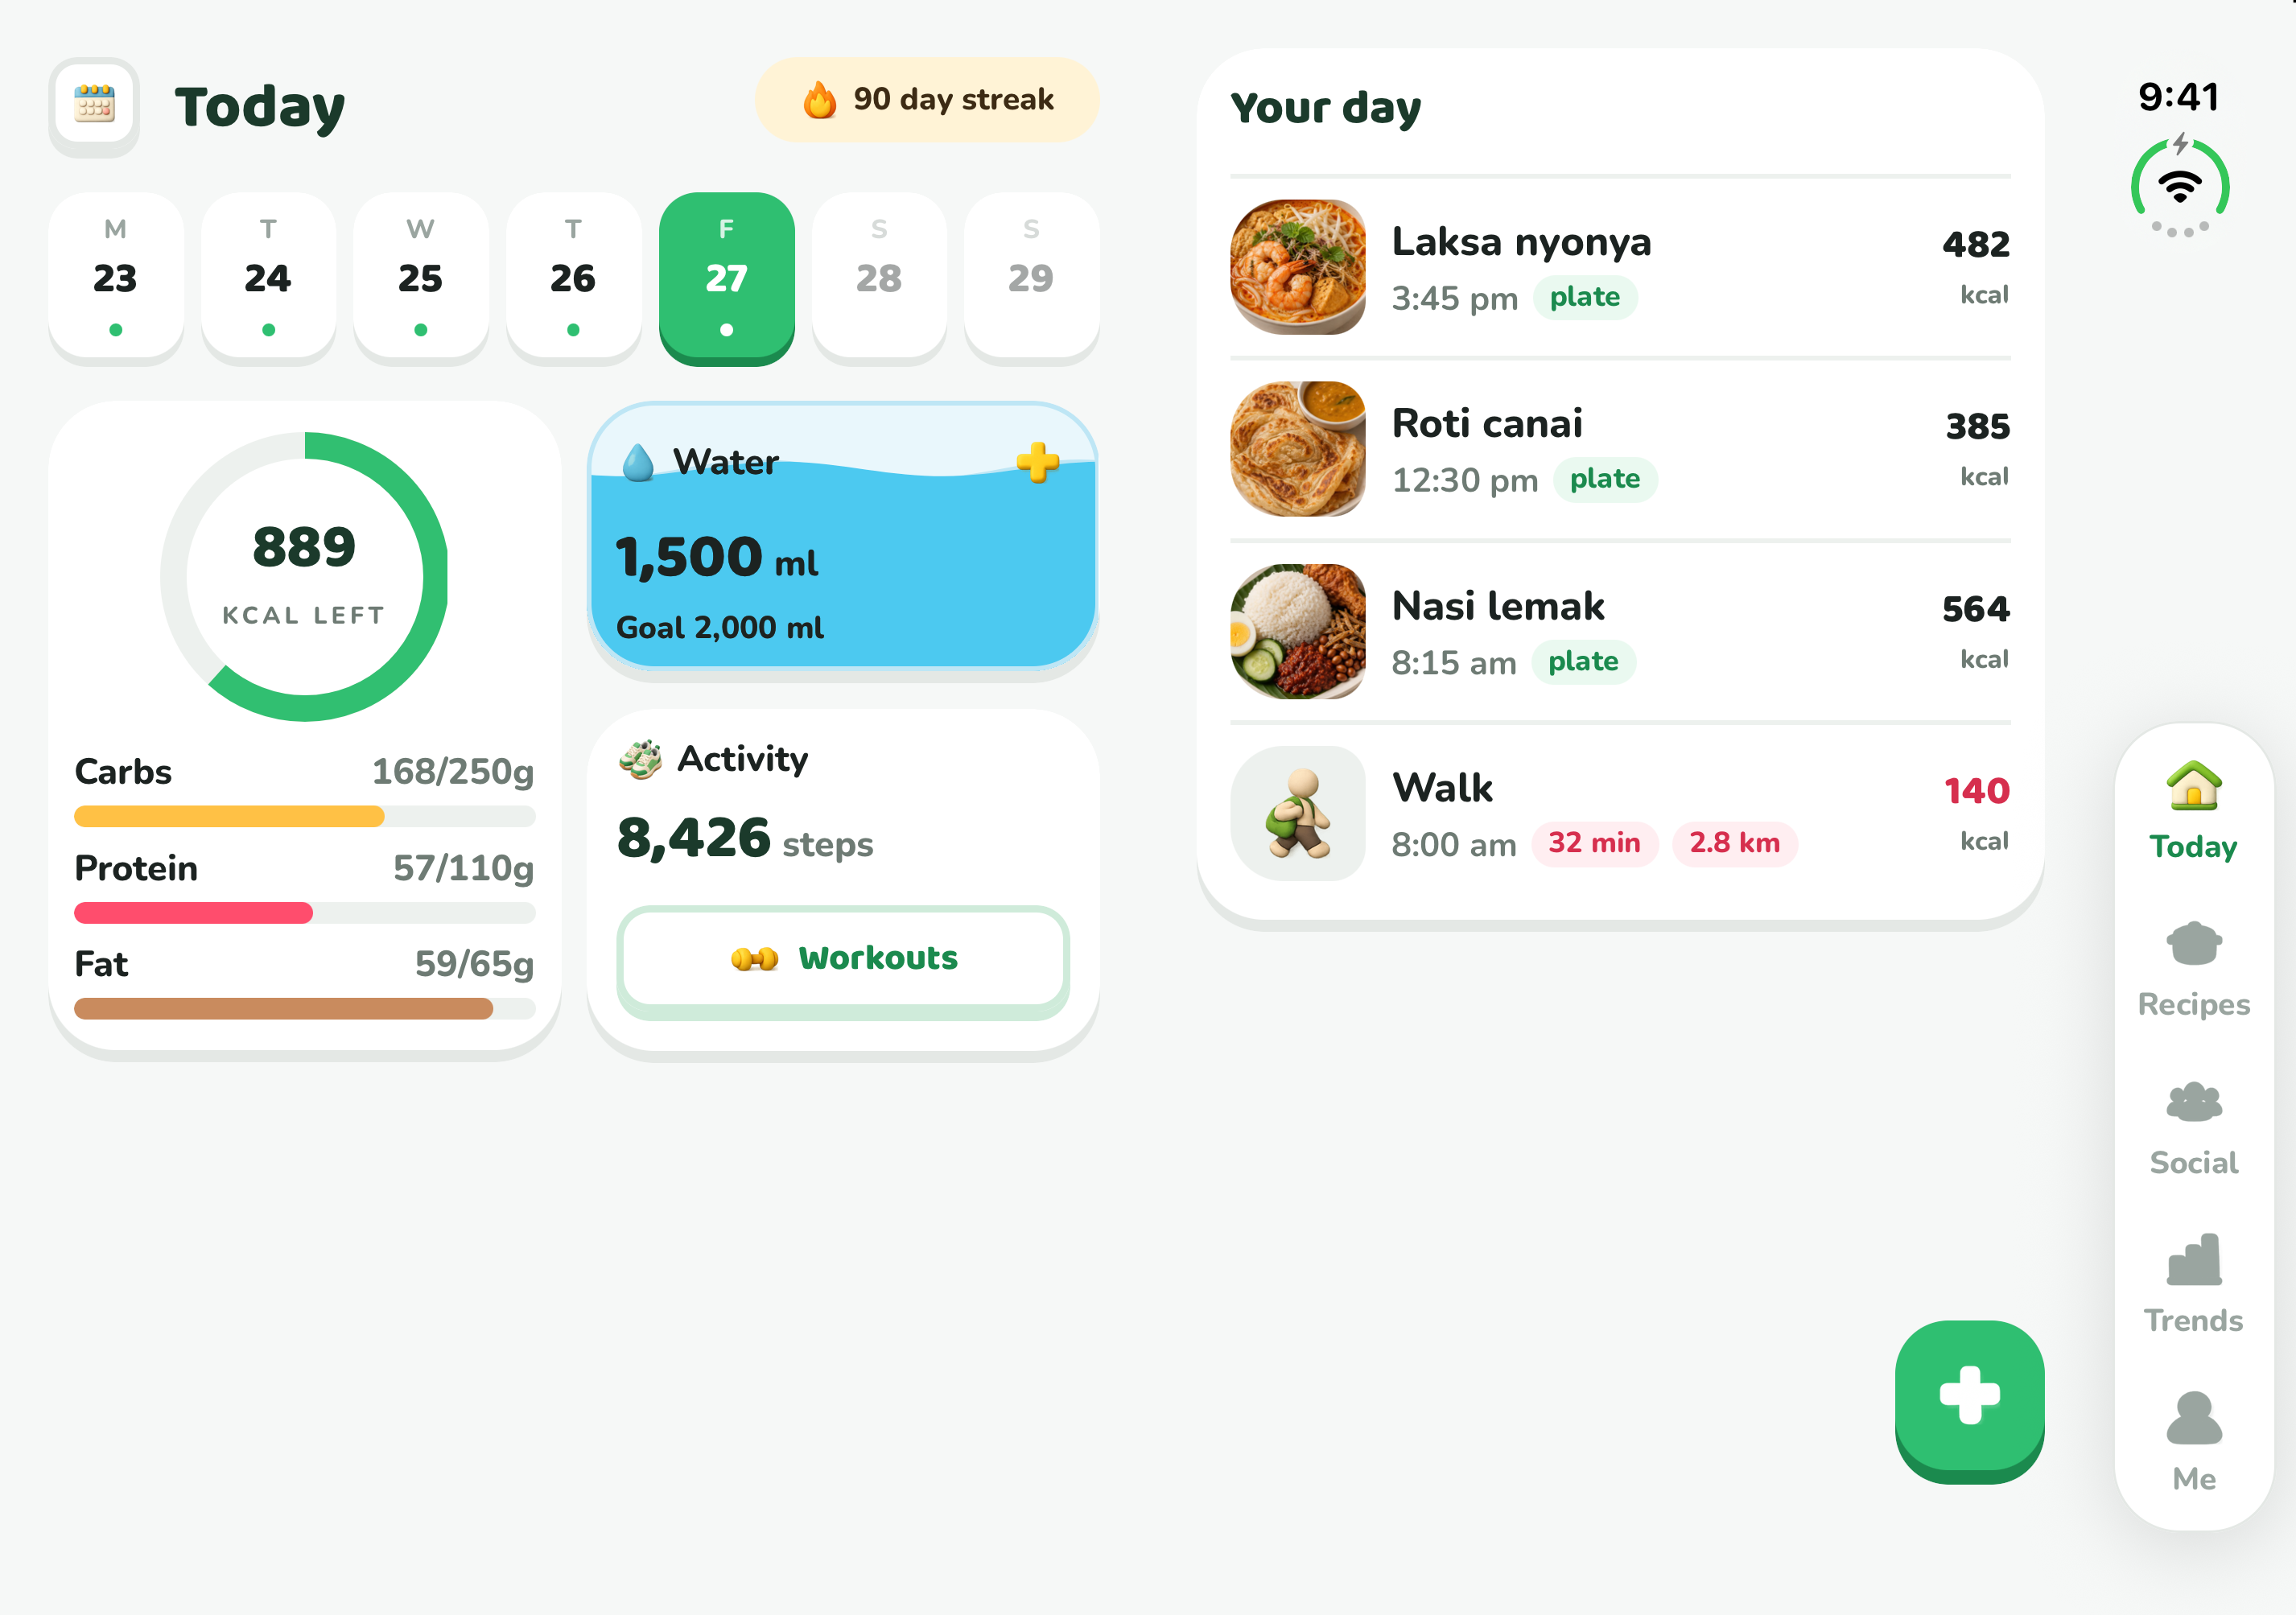 Today
90 day streak
M T W T F S S
23 24 25 26 27 28 29
889
KCAL LEFT
Carbs 168/250g
Protein 57/110g
Fat 59/65g
Water
1,500 ml
Goal 2,000 ml
Activity
8,426 steps
Workouts
Your day
Laksa nyonya 482
3:45 pm plate kcal
Roti canai 385
12:30 pm plate kcal
Nasi lemak 564
8:15 am plate kcal
Walk 140
8:00 am 32 min 2.8 km kcal
9:41
Today
Recipes
Social
Trends
Me